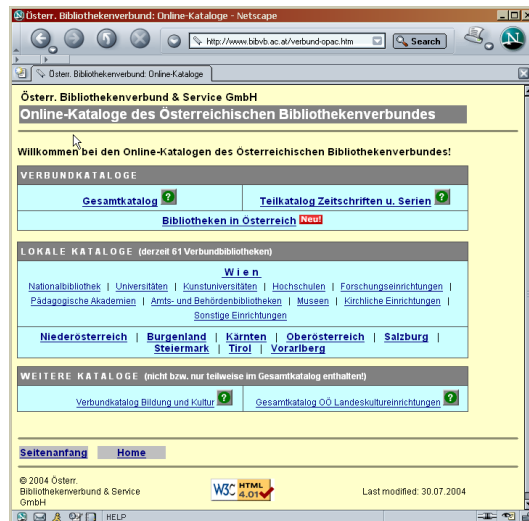 Österr. Bibliothekenverbund: Online-Kataloge - Netscape
http://www.bibvb.ac.at/verbund-opac.htm
Search
N
Österr. Bibliothekenverbund: Online-Kataloge
Österr. Bibliothekenverbund & Service GmbH
Online-Kataloge des Österreichischen Bibliothekenverbundes
Willkommen bei den Online-Katalogen des Österreichischen Bibliothekenverbundes!
VERBUNDKATALOGE
Gesamtkatalog ? Teilkatalog Zeitschriften u. Serien ?
Bibliotheken in Österreich Neu!
LOKALE KATALOGE (derzeit 61 Verbundbibliotheken)
Wien
Nationalbibliothek | Universitäten | Kunstuniversitäten | Hochschulen | Forschungseinrichtungen |
Pädagogische Akademien | Amts- und Behördenbibliotheken | Museen | Kirchliche Einrichtungen |
Sonstige Einrichtungen
Niederösterreich | Burgenland | Kärnten | Oberösterreich | Salzburg |
Steiermark | Tirol | Vorarlberg
WEITERE KATALOGE (nicht bzw. nur teilweise im Gesamtkatalog enthalten!)
Verbundkatalog Bildung und Kultur ? Gesamtkatalog OÖ Landeskultureinrichtungen ?
Seitenanfang Home
© 2004 Österr.
Bibliothekenverbund & Service
GmbH
W3C HTML 4.01
Last modified: 30.07.2004
HELP